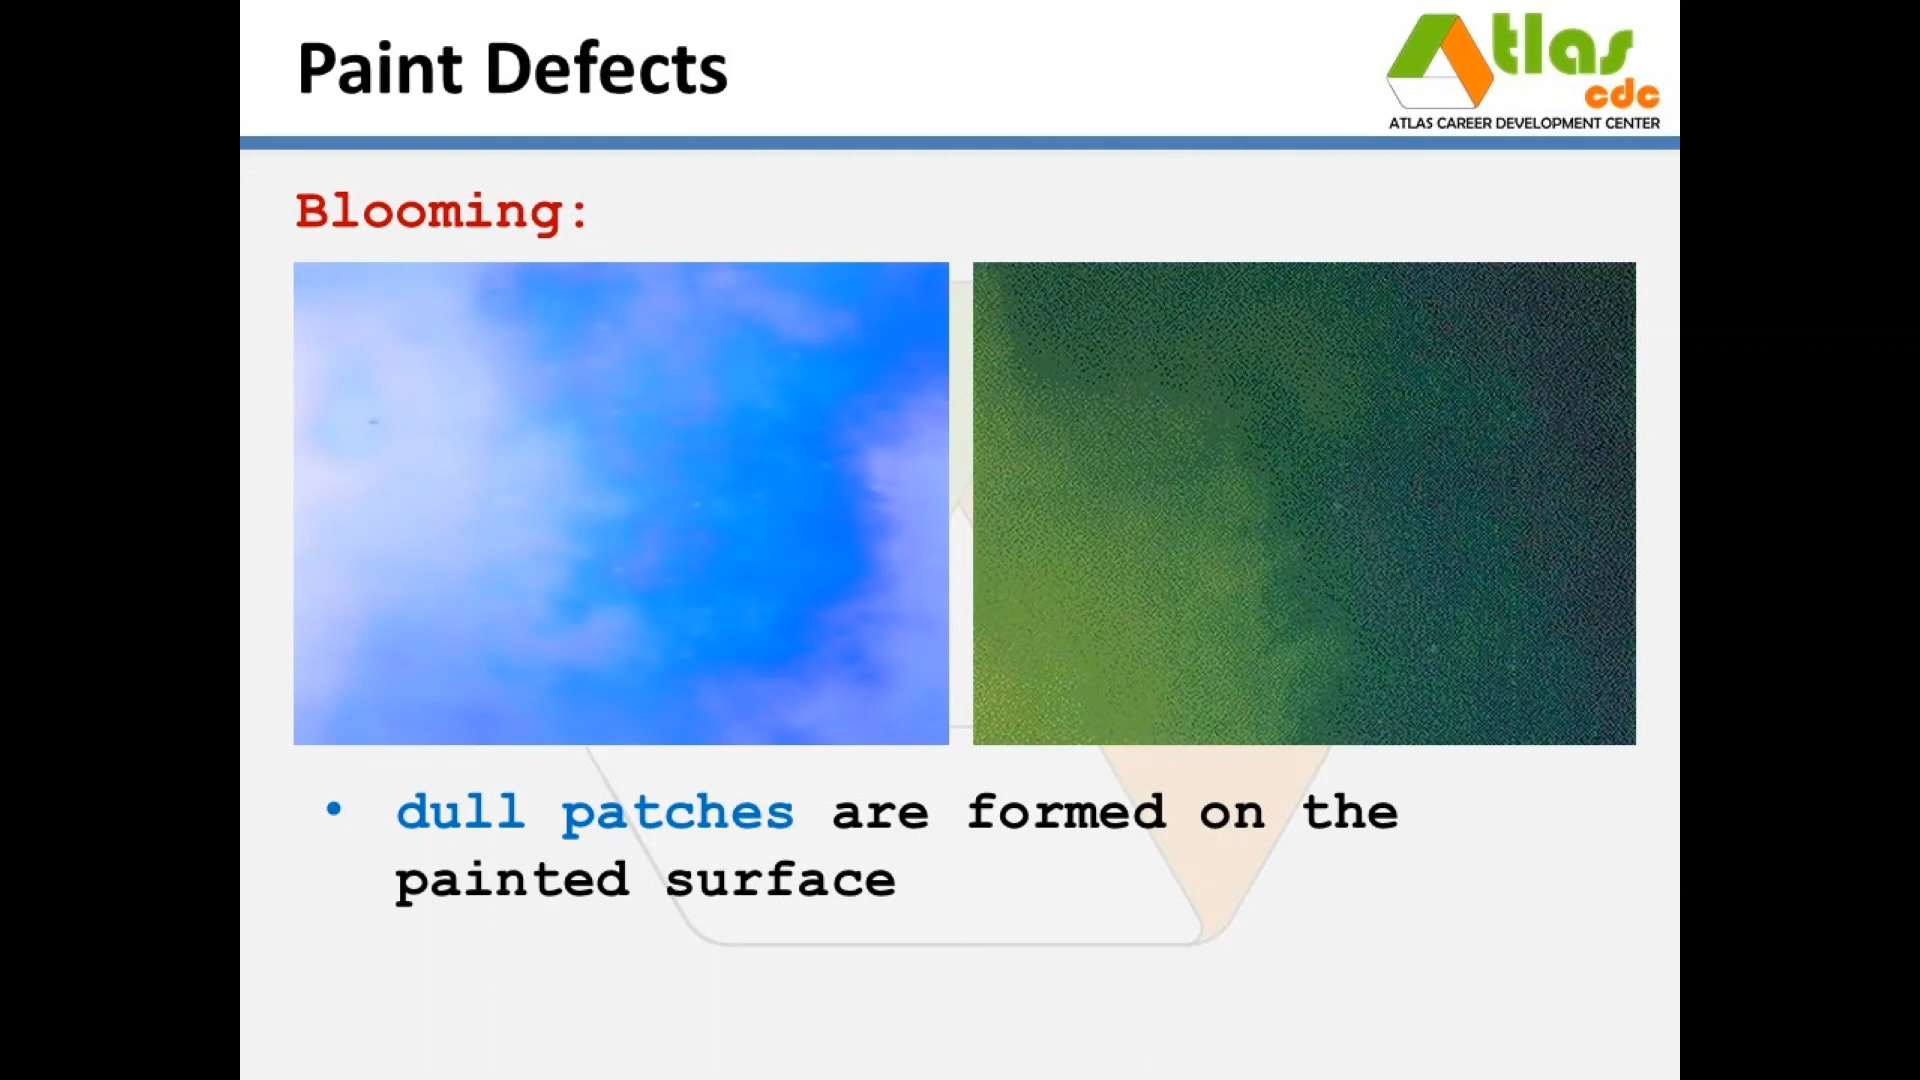 Paint Defects
Atlas
cdc
ATLAS CAREER DEVELOPMENT CENTER
Blooming:
• dull patches are formed on the
painted surface